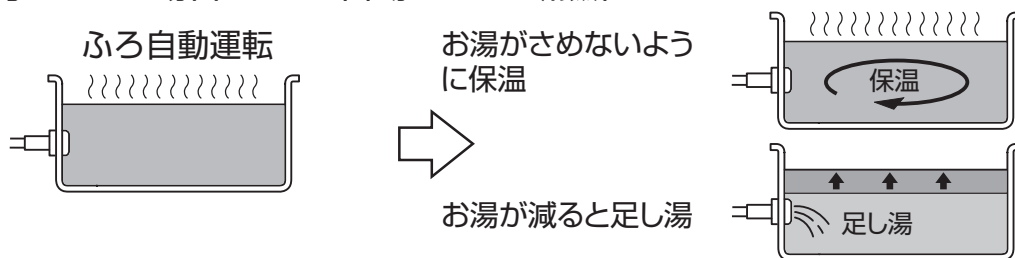 ふろ自動運転
お湯がさめないよう
に保温
保温
お湯が減ると足し湯
足し湯